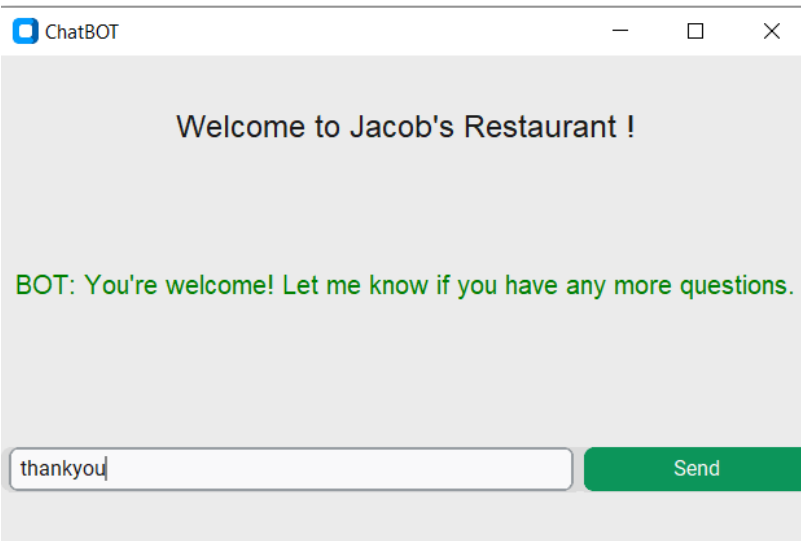 ChatBOT
Welcome to Jacob's Restaurant !
BOT: You're welcome! Let me know if you have any more questions.
thankyou
Send